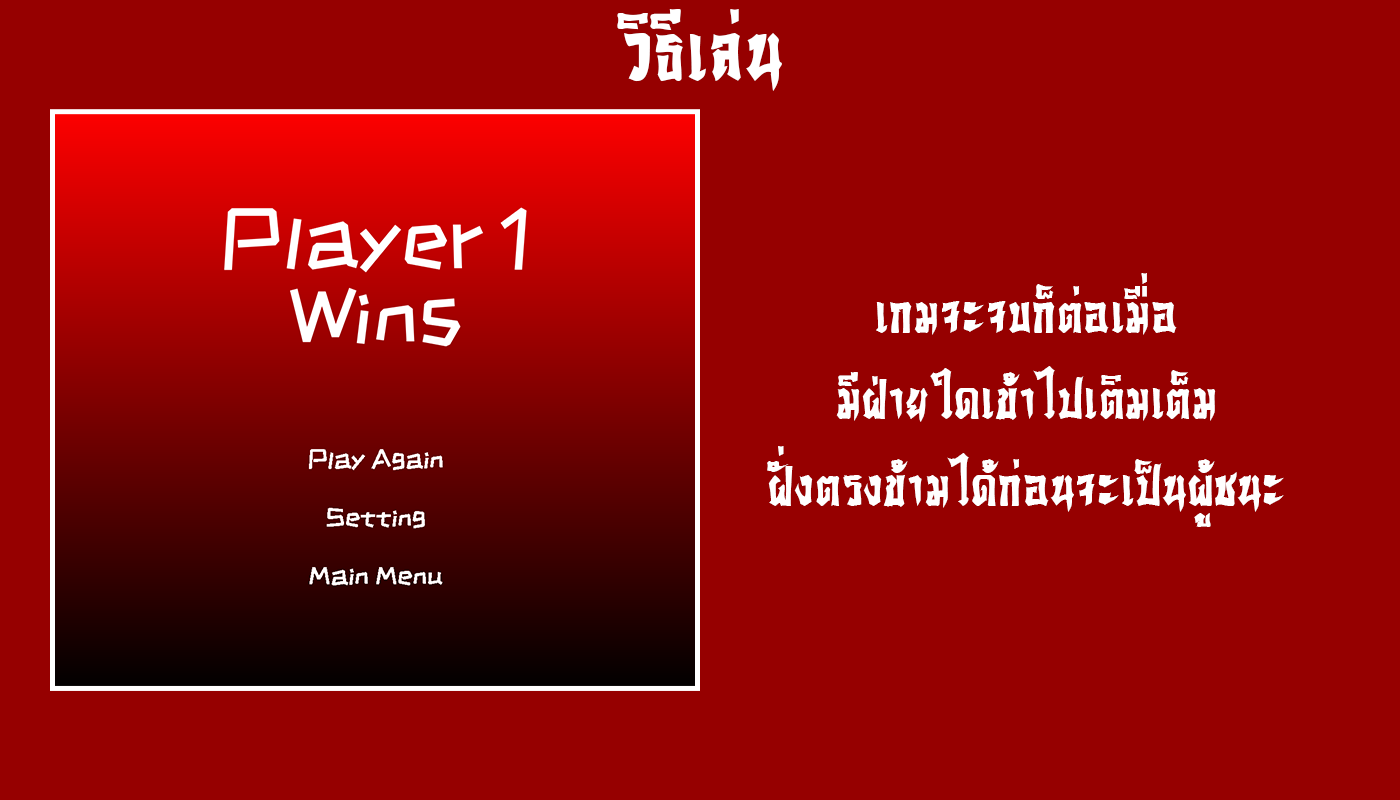 วิธีเล่น
Player 1
Wins
Play Again
Setting
Main Menu
เกมจะจบก็ต่อเมื่อ
มีฝ่ายใดเข้าไปเติมเต็ม
ฝั่งตรงข้ามได้ก่อนจะเป็นผู้ชนะ